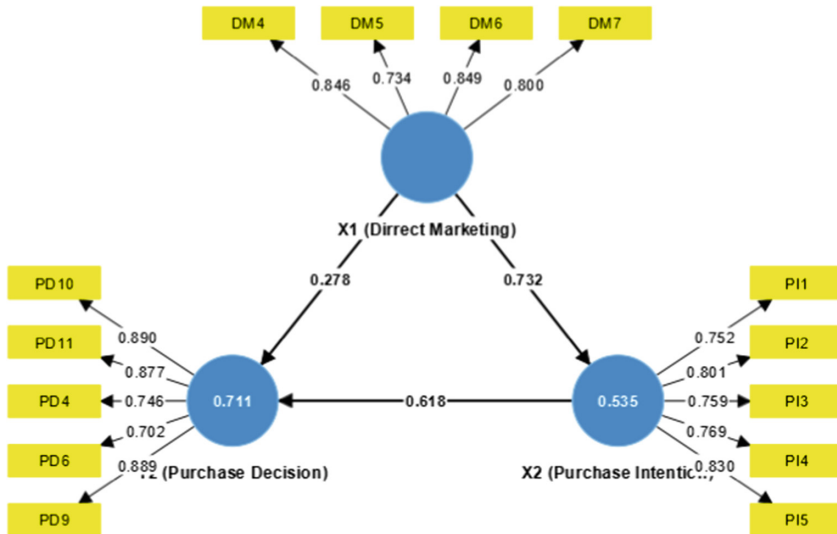 DM4 DM5 DM6 DM7
0.846 0.734 0.849 0.800
X1 (Dirrect Marketing)
0.278 0.732
PD10
PD11
PD4
PD6
PD9
0.890
0.877
0.746
0.702
0.889
0.711
(Purchase Decision)
0.618
0.535
X2 (Purchase
0.752
0.801
0.759
0.769
0.830
PI1
PI2
PI3
PI4
PI5